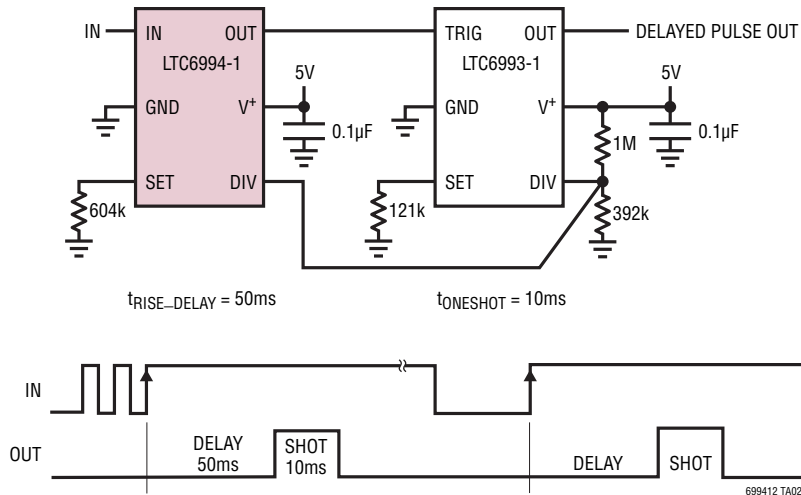 IN
IN OUT
LTC6994-1
GND V+
SET DIV
604k
5V
0.1µF
TRIG OUT
LTC6993-1
GND V+
SET DIV
121k
DELAYED PULSE OUT
5V
1M
0.1µF
392k
tRISE_DELAY = 50ms
tONESHOT = 10ms
IN
OUT
DELAY
50ms
SHOT
10ms
DELAY
SHOT
699412 TA02